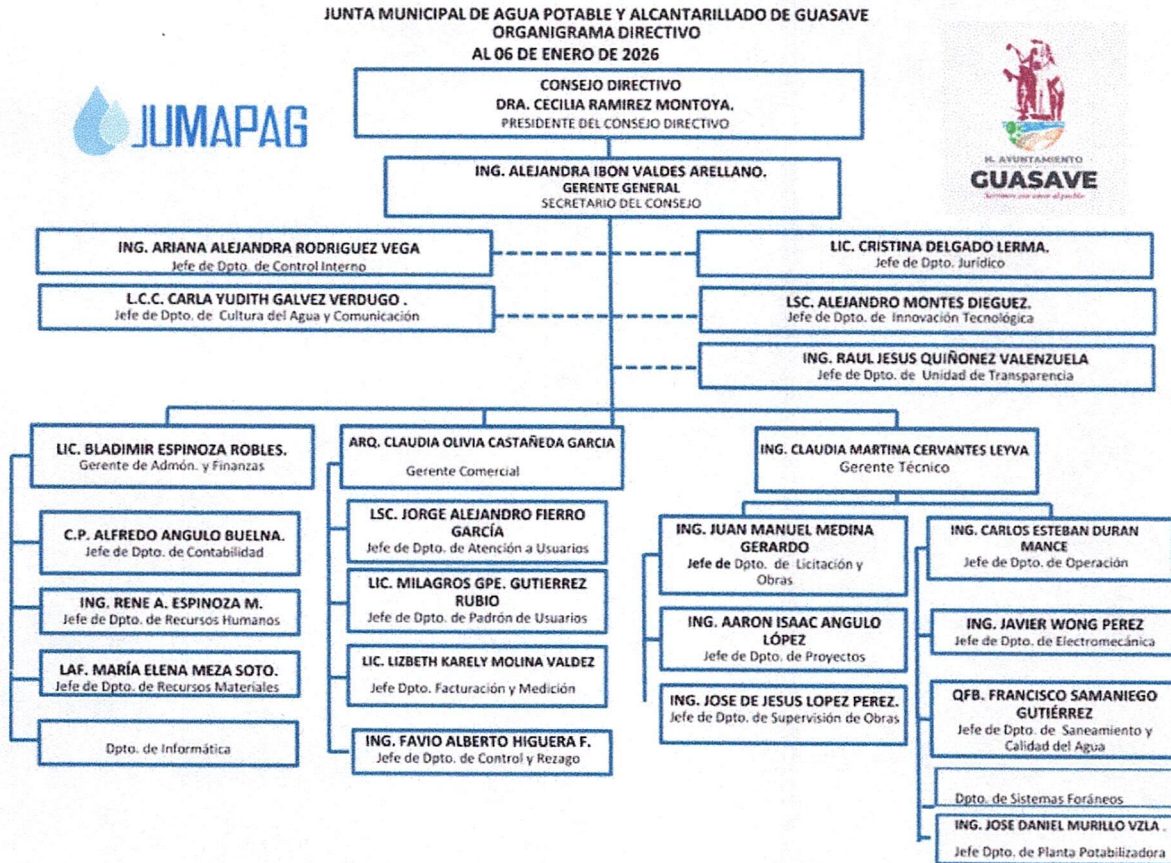 JUNTA MUNICIPAL DE AGUA POTABLE Y ALCANTARILLADO DE GUASAVE
ORGANIGRAMA DIRECTIVO
AL 06 DE ENERO DE 2026
JUMAPAG
CONSEJO DIRECTIVO
DRA. CECILIA RAMIREZ MONTOYA.
PRESIDENTE DEL CONSEJO DIRECTIVO
H. AYUNTAMIENTO
GUASAVE
Servimos con amor al pueblo
ING. ALEJANDRA IBON VALDES ARELLANO.
GERENTE GENERAL
SECRETARIO DEL CONSEJO
ING. ARIANA ALEJANDRA RODRIGUEZ VEGA
Jefe de Dpto. de Control Interno
LIC. CRISTINA DELGADO LERMA.
Jefe de Dpto. Jurídico
L.C.C. CARLA YUDITH GALVEZ VERDUGO .
Jefe de Dpto. de Cultura del Agua y Comunicación
LSC. ALEJANDRO MONTES DIEGUEZ.
Jefe de Dpto. de Innovación Tecnológica
ING. RAUL JESUS QUIÑONEZ VALENZUELA
Jefe de Dpto. de Unidad de Transparencia
LIC. BLADIMIR ESPINOZA ROBLES.
Gerente de Admón. y Finanzas
C.P. ALFREDO ANGULO BUELNA.
Jefe de Dpto. de Contabilidad
ING. RENE A. ESPINOZA M.
Jefe de Dpto. de Recursos Humanos
LAF. MARÍA ELENA MEZA SOTO.
Jefe de Dpto. de Recursos Materiales
Dpto. de Informática
ARQ. CLAUDIA OLIVIA CASTAÑEDA GARCIA
Gerente Comercial
LSC. JORGE ALEJANDRO FIERRO
GARCÍA
Jefe de Dpto. de Atención a Usuarios
LIC. MILAGROS GPE. GUTIERREZ
RUBIO
Jefe de Dpto. de Padrón de Usuarios
LIC. LIZBETH KARELY MOLINA VALDEZ
Jefe Dpto. Facturación y Medición
ING. FAVIO ALBERTO HIGUERA F.
Jefe de Dpto. de Control y Rezago
ING. CLAUDIA MARTINA CERVANTES LEYVA
Gerente Técnico
ING. JUAN MANUEL MEDINA
GERARDO
Jefe de Dpto. de Licitación y
Obras
ING. AARON ISAAC ANGULO
LÓPEZ
Jefe de Dpto. de Proyectos
ING. JOSE DE JESUS LOPEZ PEREZ.
Jefe de Dpto. de Supervisión de Obras
ING. CARLOS ESTEBAN DURAN
MANCE
Jefe de Dpto. de Operación
ING. JAVIER WONG PEREZ
Jefe de Dpto. de Electromecánica
QFB. FRANCISCO SAMANIEGO
GUTIÉRREZ
Jefe de Dpto. de Saneamiento y
Calidad del Agua
Dpto. de Sistemas Foráneos
ING. JOSE DANIEL MURILLO VZLA .
Jefe Dpto. de Planta Potabilizadora